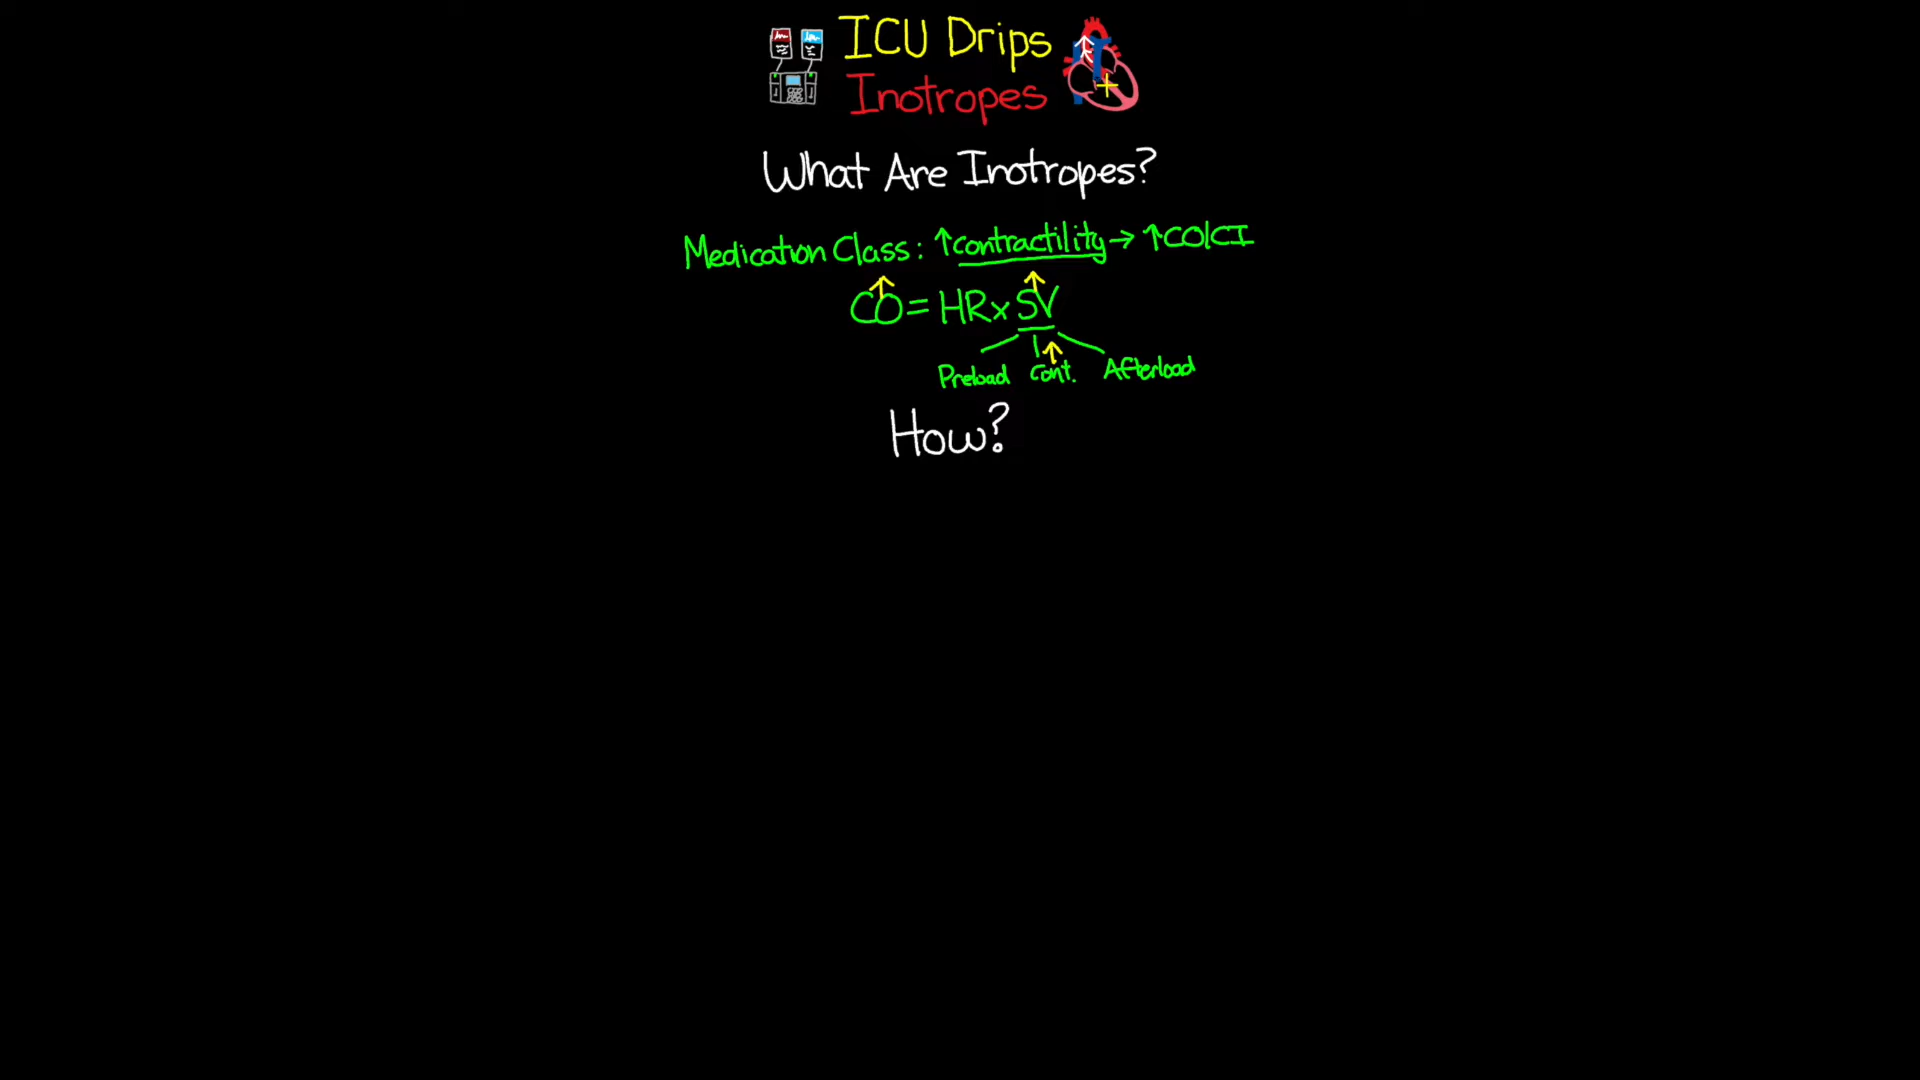 ICU Drips
Inotropes
What Are Inotropes?
Medication Class: ↑contractility→ ↑CO/CI
CO = HR x SV
Preload Cont. Afterload
How?